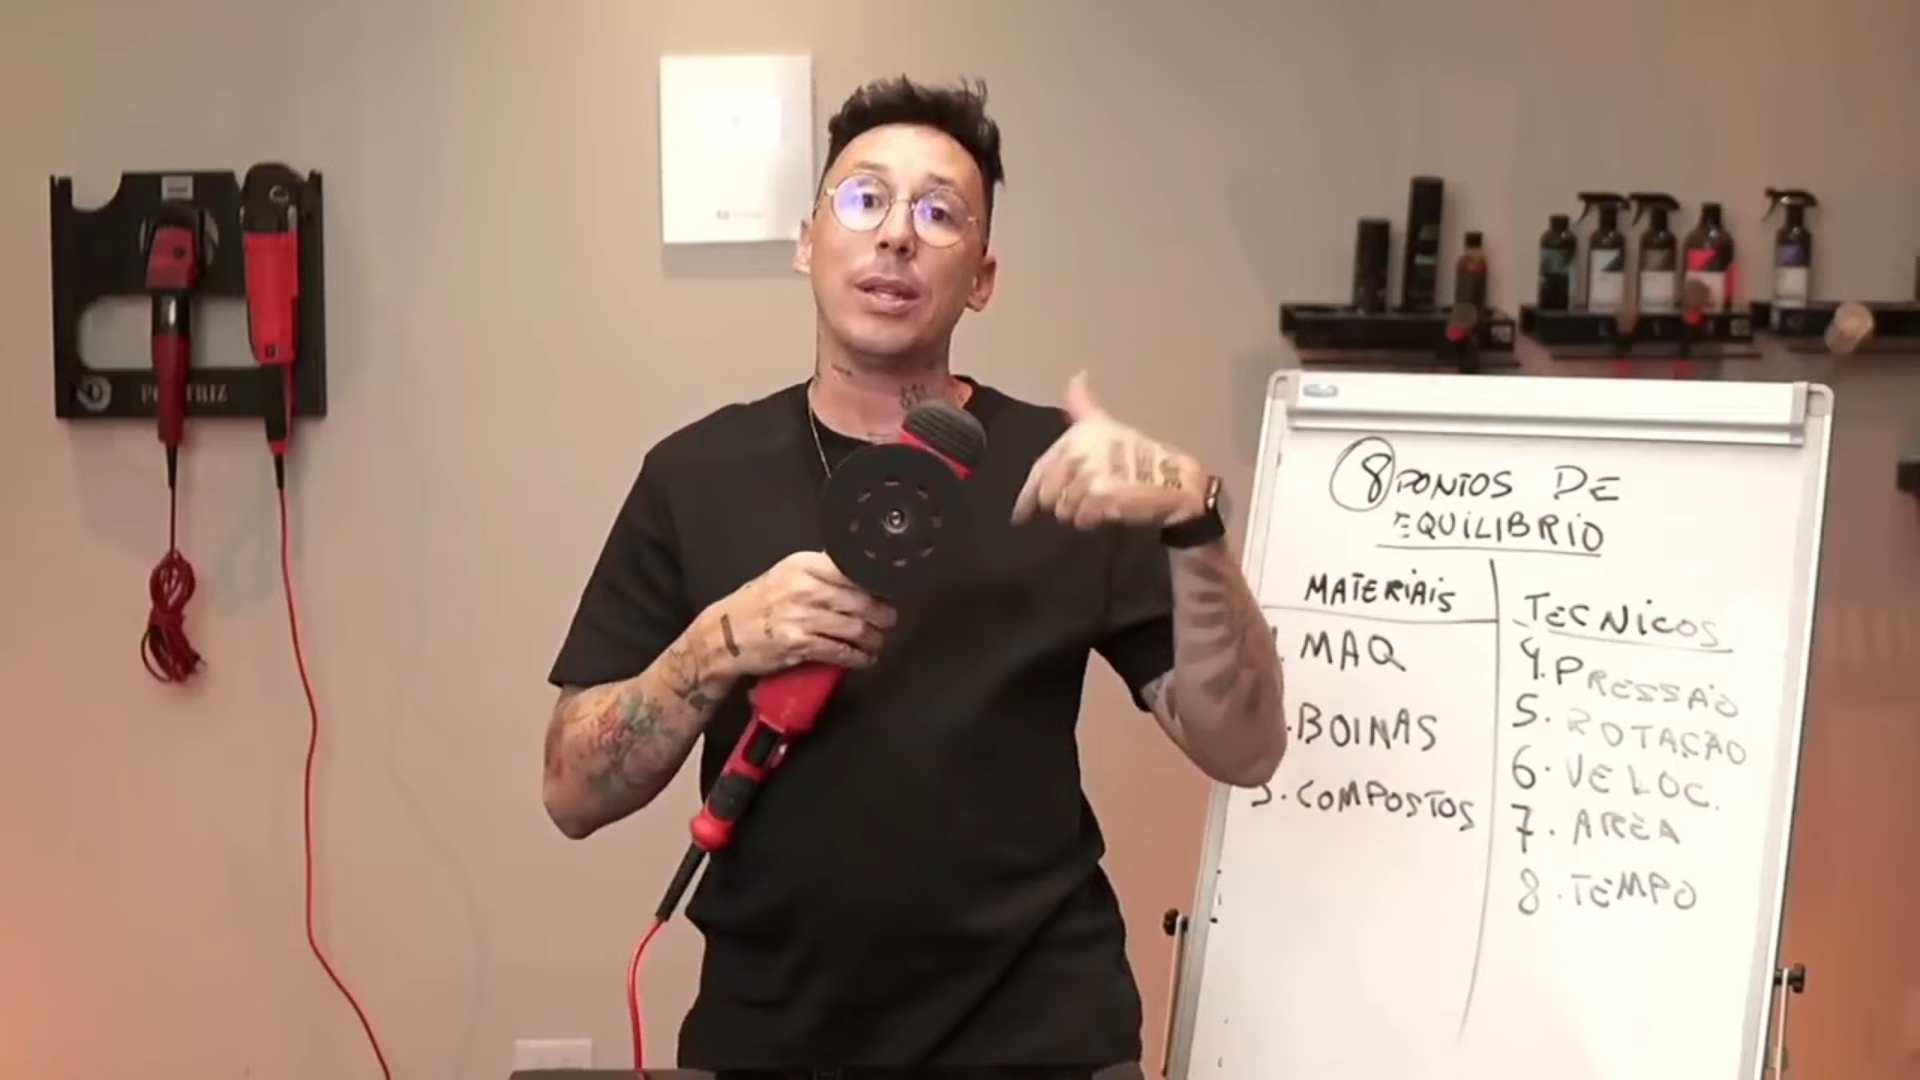 8 PONTOS DE
EQUILIBRIO
MATERIAIS
MAQ
BOINAS
3. COMPOSTOS
TECNICOS
4. PRESSÃO
5. ROTAÇÃO
6. VELOC.
7. AREA
8. TEMPO